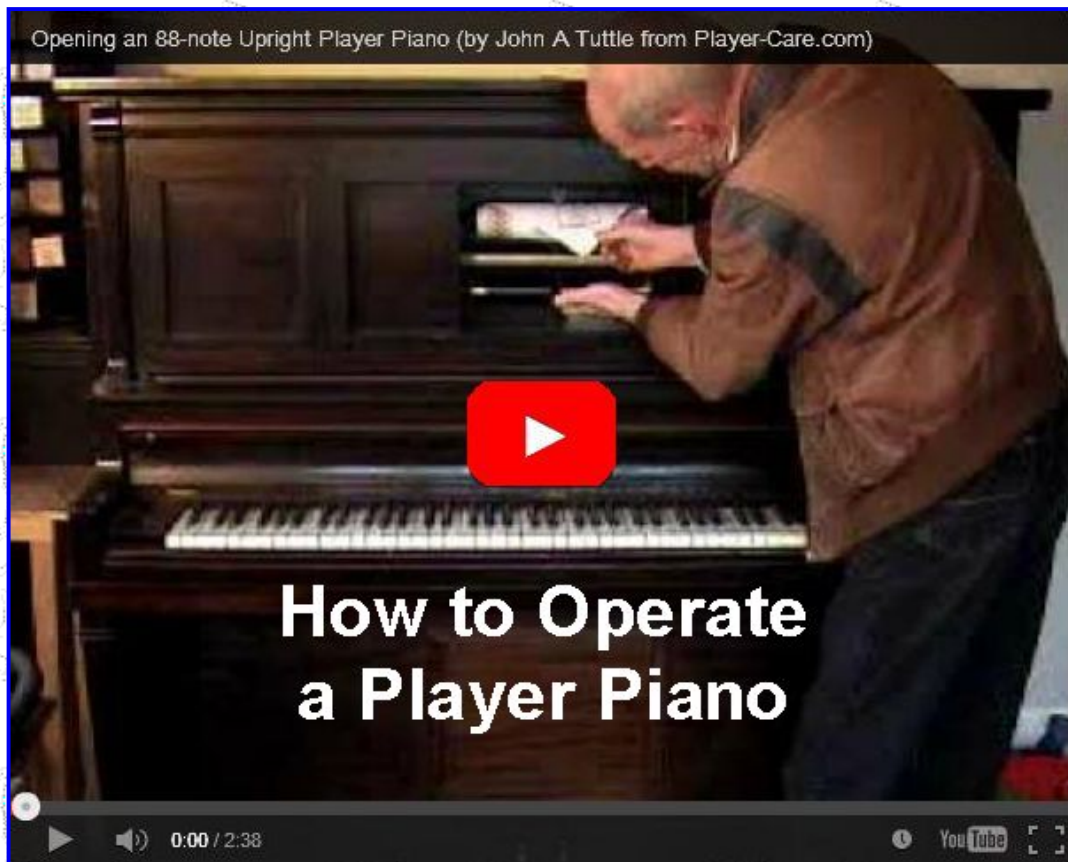 Opening an 88-note Upright Player Piano (by John A Tuttle from Player-Care.com)
How to Operate
a Player Piano
0:00 / 2:38
YouTube